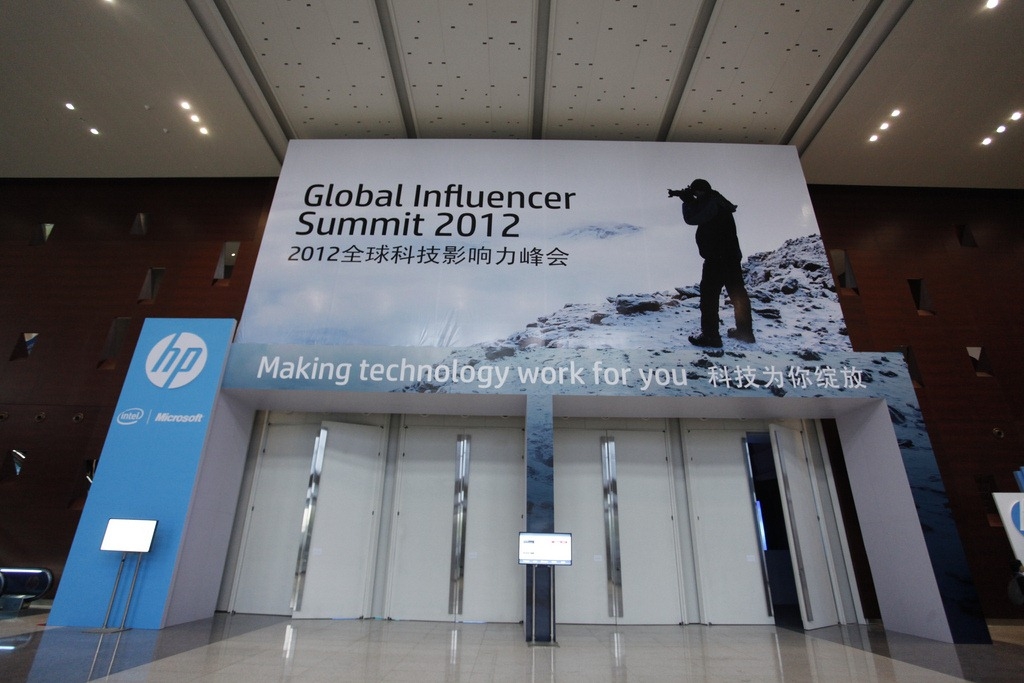 Global Influencer
Summit 2012
2012全球科技影响力峰会
Making technology work for you 科技为你绽放
hp
intel | Microsoft